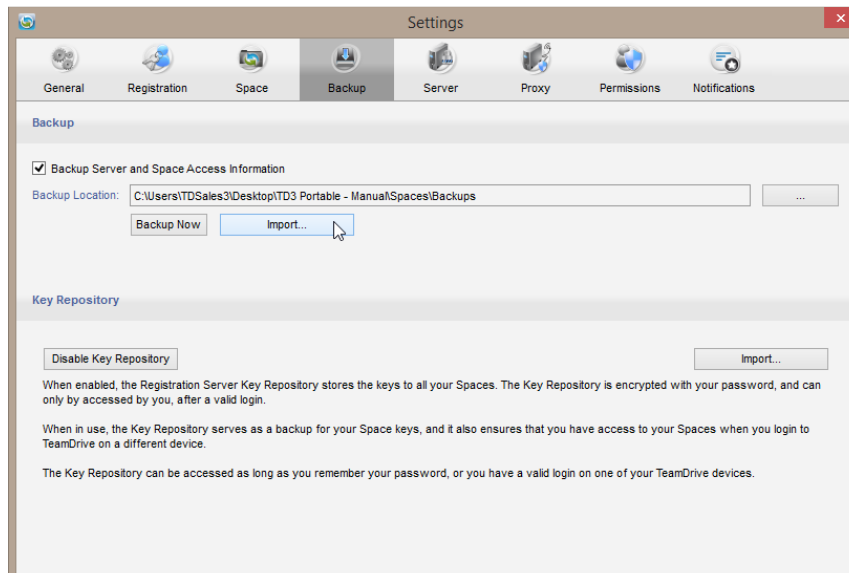 Settings
General
Registration
Space
Backup
Server
Proxy
Permissions
Notifications
Backup
Backup Server and Space Access Information
Backup Location:
C:\Users\TDSales3\Desktop\TD3 Portable - Manual\Spaces\Backups
...
Backup Now
Import...
Key Repository
Disable Key Repository
Import...
When enabled, the Registration Server Key Repository stores the keys to all your Spaces. The Key Repository is encrypted with your password, and can
only by accessed by you, after a valid login.
When in use, the Key Repository serves as a backup for your Space keys, and it also ensures that you have access to your Spaces when you login to
TeamDrive on a different device.
The Key Repository can be accessed as long as you remember your password, or you have a valid login on one of your TeamDrive devices.